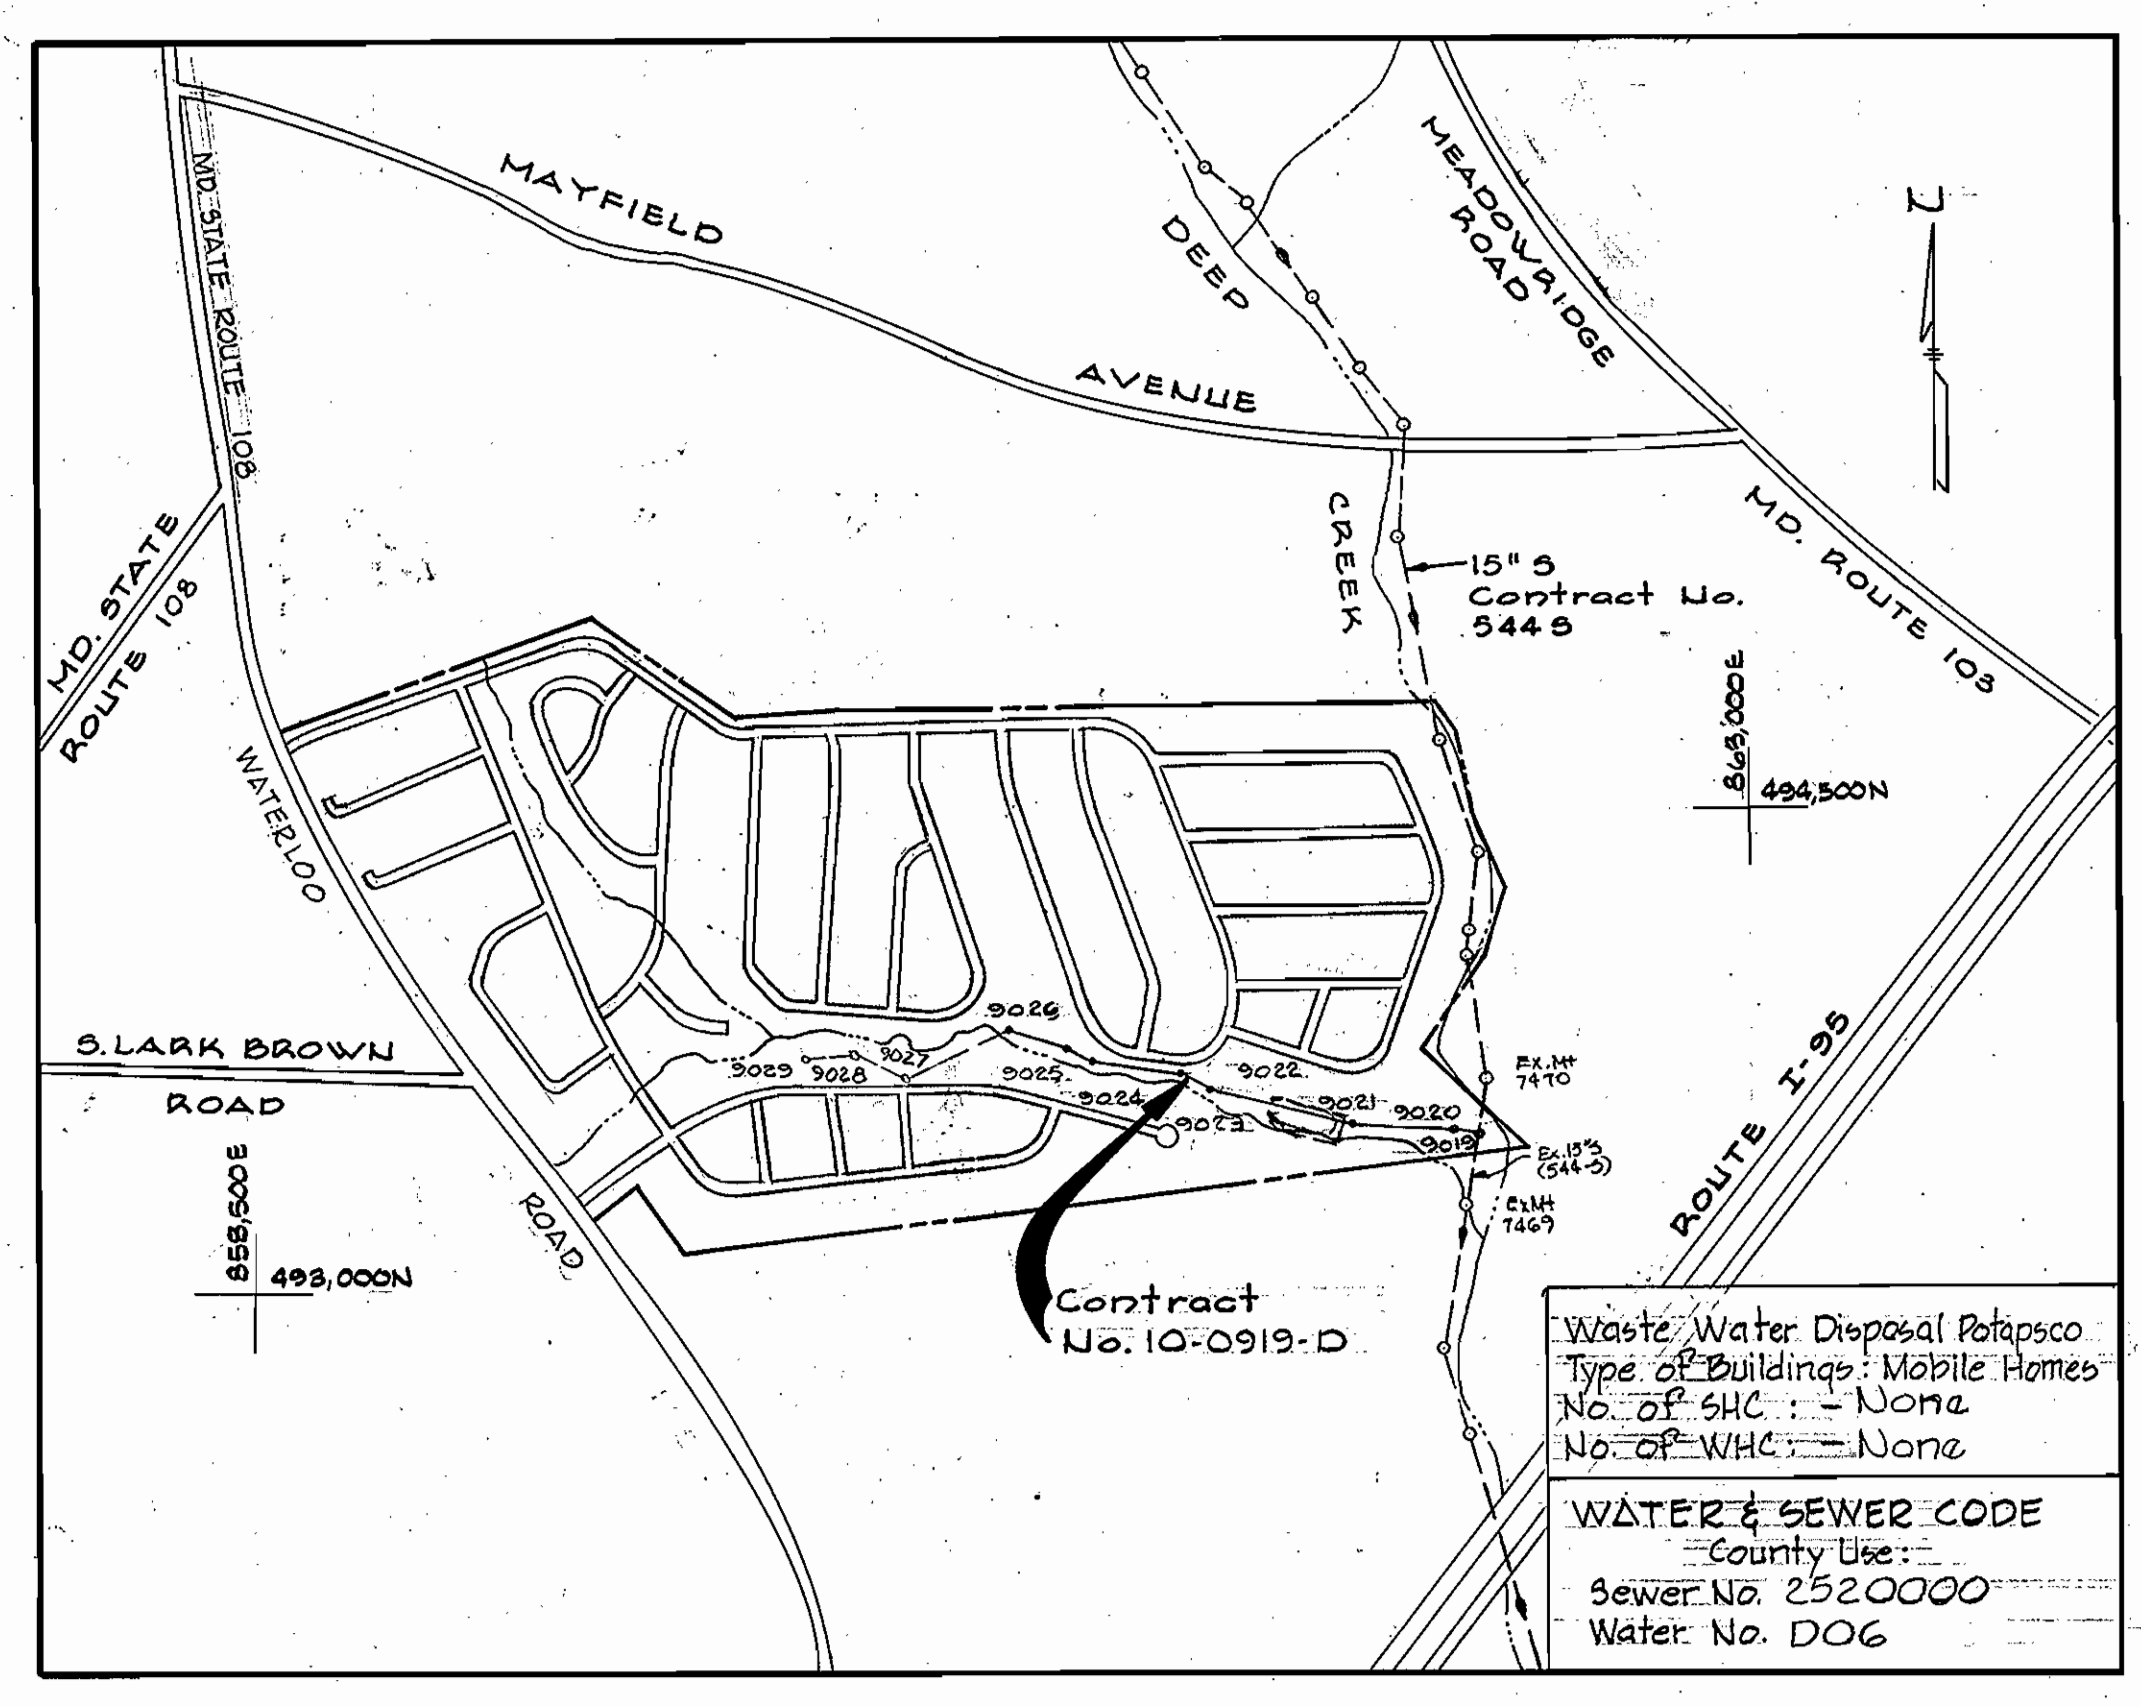 MAYFIELD
AVENUE
MEADOWRIDGE
ROAD
N
MD. STATE ROUTE 108
DEEP
CREEK
MD. STATE
ROUTE 108
15" S
Contract No.
544 S
MD. ROUTE 103
863,000E
494,500N
WATERLOO
ROAD
S. LARK BROWN
ROAD
9026
9027
9029
9028
9025
9024
9023
9022
9021
9020
9019
Ex. MH
7470
Ex. 15"S
(544-S)
Ex MH
7469
ROUTE I-95
858,500E
493,000N
Contract
No. 10-0919-D
Waste Water Disposal Potapsco
Type of Buildings: Mobile Homes
No. of SHC : - None
No. of WHC : - None
WATER & SEWER CODE
County Use:
Sewer No. 2520000
Water No. D06